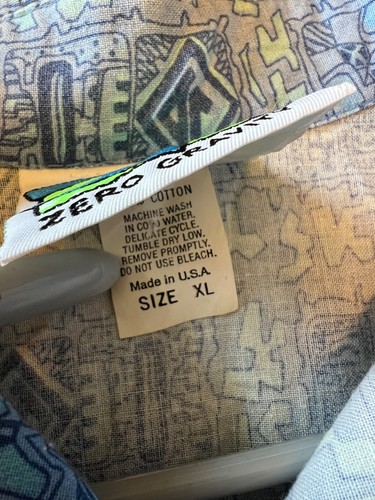 ZERO GRAVITY
COTTON
MACHINE WASH
IN COLD WATER.
DELICATE CYCLE.
TUMBLE DRY LOW.
REMOVE PROMPTLY.
DO NOT USE BLEACH.
Made in U.S.A.
SIZE XL